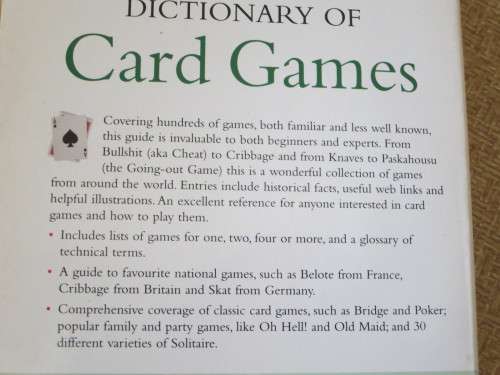 DICTIONARY OF
Card Games
Covering hundreds of games, both familiar and less well known,
this guide is invaluable to both beginners and experts. From
Bullshit (aka Cheat) to Cribbage and from Knaves to Paskahousu
(the Going-out Game) this is a wonderful collection of games
from around the world. Entries include historical facts, useful web links and
helpful illustrations. An excellent reference for anyone interested in card
games and how to play them.
• Includes lists of games for one, two, four or more, and a glossary of
technical terms.
• A guide to favourite national games, such as Belote from France,
Cribbage from Britain and Skat from Germany.
• Comprehensive coverage of classic card games, such as Bridge and Poker;
popular family and party games, like Oh Hell! and Old Maid; and 30
different varieties of Solitaire.